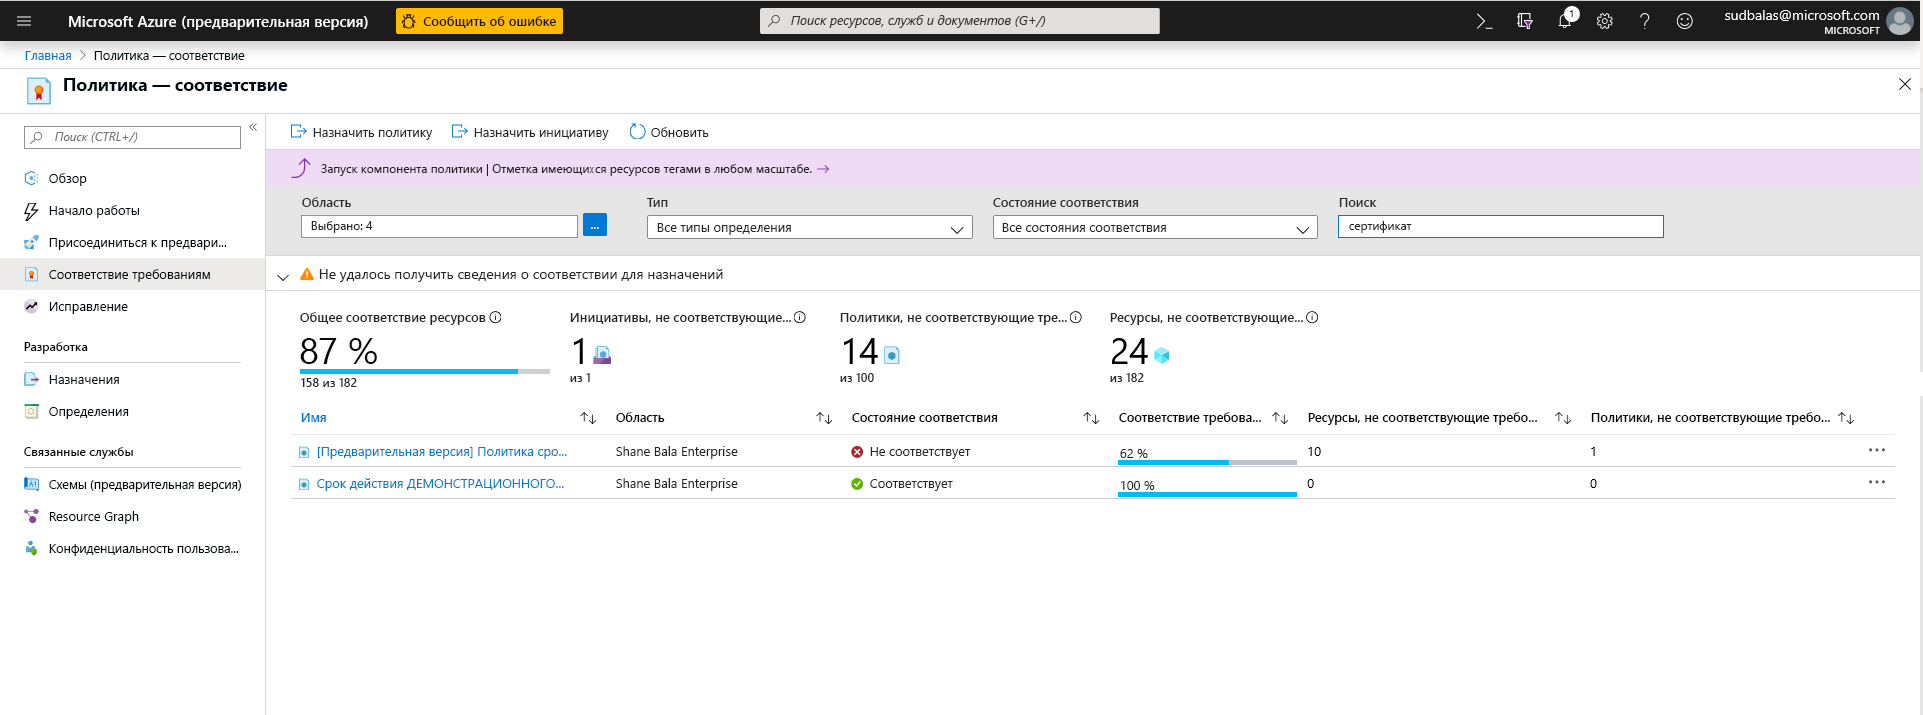 Microsoft Azure (предварительная версия)
Сообщить об ошибке
Поиск ресурсов, служб и документов (G+/)
1
sudbalas@microsoft.com
MICROSOFT
Главная > Политика — соответствие
Политика — соответствие
Поиск (CTRL+/)
«
Обзор
Начало работы
Присоединиться к предвари...
Соответствие требованиям
Исправление
Разработка
Назначения
Определения
Связанные службы
Схемы (предварительная версия)
Resource Graph
Конфиденциальность пользова...
Назначить политику
Назначить инициативу
Обновить
Запуск компонента политики | Отметка имеющихся ресурсов тегами в любом масштабе. →
Область
Выбрано: 4
...
Тип
Все типы определения
Состояние соответствия
Все состояния соответствия
Поиск
сертификат
Не удалось получить сведения о соответствии для назначений
Общее соответствие ресурсов
87 %
158 из 182
Инициативы, не соответствующие...
1
из 1
Политики, не соответствующие тре...
14
из 100
Ресурсы, не соответствующие...
24
из 182
Имя Область Состояние соответствия Соответствие требова... Ресурсы, не соответствующие требо... Политики, не соответствующие требо...
[Предварительная версия] Политика сро... Shane Bala Enterprise Не соответствует 62 % 10 1 ...
Срок действия ДЕМОНСТРАЦИОННОГО... Shane Bala Enterprise Соответствует 100 % 0 0 ...